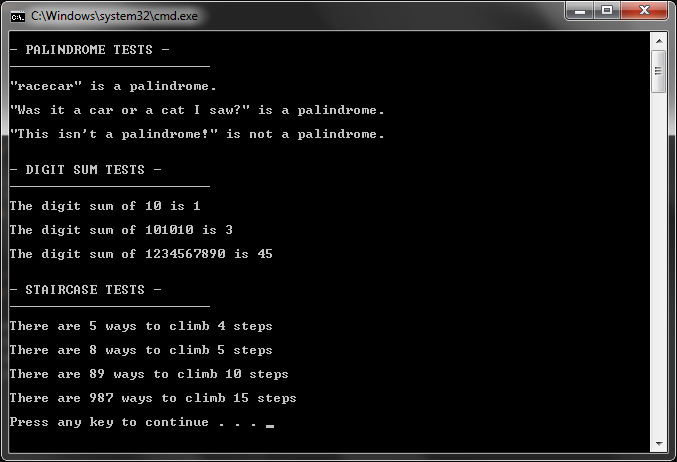 C:\Windows\system32\cmd.exe
- PALINDROME TESTS -
"racecar" is a palindrome.
"Was it a car or a cat I saw?" is a palindrome.
"This isn't a palindrome!" is not a palindrome.
- DIGIT SUM TESTS -
The digit sum of 10 is 1
The digit sum of 101010 is 3
The digit sum of 1234567890 is 45
- STAIRCASE TESTS -
There are 5 ways to climb 4 steps
There are 8 ways to climb 5 steps
There are 89 ways to climb 10 steps
There are 987 ways to climb 15 steps
Press any key to continue . . . _